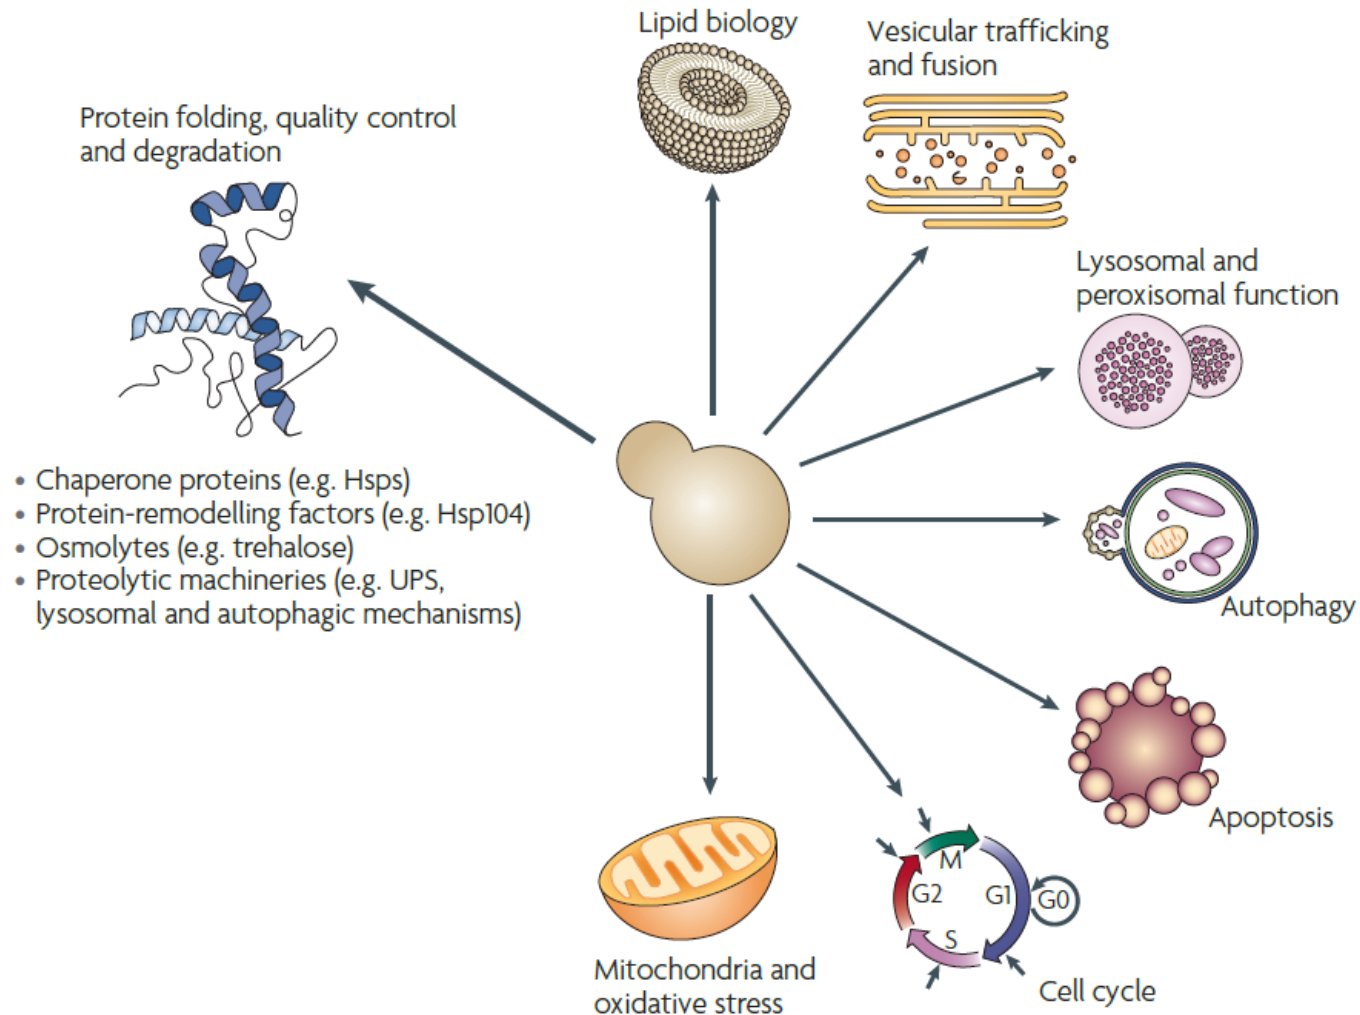 Lipid biology
Vesicular trafficking
and fusion
Protein folding, quality control
and degradation
Lysosomal and
peroxisomal function
• Chaperone proteins (e.g. Hsps)
• Protein-remodelling factors (e.g. Hsp104)
• Osmolytes (e.g. trehalose)
• Proteolytic machineries (e.g. UPS,
lysosomal and autophagic mechanisms)
Autophagy
Apoptosis
M
G2
G1
G0
S
Cell cycle
Mitochondria and
oxidative stress